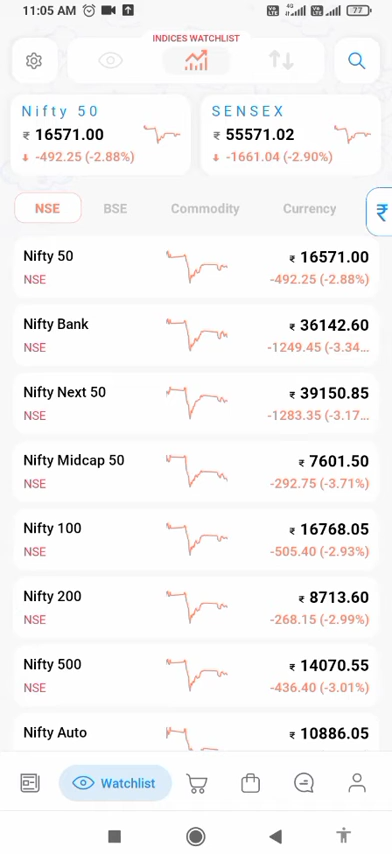 11:05 AM
77
INDICES WATCHLIST
Nifty 50
₹ 16571.00
-492.25 (-2.88%)
SENSEX
₹ 55571.02
-1661.04 (-2.90%)
NSE BSE Commodity Currency
₹
Nifty 50 ₹ 16571.00
NSE -492.25 (-2.88%)
Nifty Bank ₹ 36142.60
NSE -1249.45 (-3.34...
Nifty Next 50 ₹ 39150.85
NSE -1283.35 (-3.17...
Nifty Midcap 50 ₹ 7601.50
NSE -292.75 (-3.71%)
Nifty 100 ₹ 16768.05
NSE -505.40 (-2.93%)
Nifty 200 ₹ 8713.60
NSE -268.15 (-2.99%)
Nifty 500 ₹ 14070.55
NSE -436.40 (-3.01%)
Nifty Auto ₹ 10886.05
Watchlist